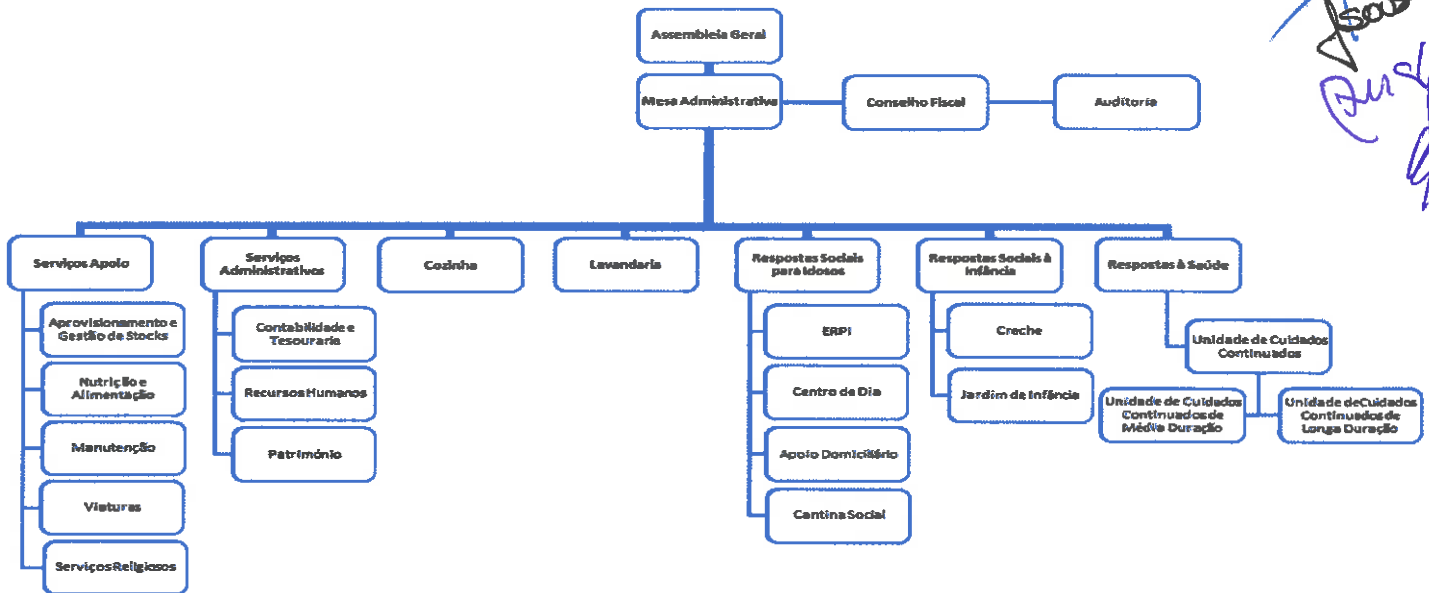 Assembleia Geral
Mesa Administrativa
Conselho Fiscal
Auditoria
Serviços Apoio
Aprovisionamento e
Gestão de Stocks
Nutrição e
Alimentação
Manutenção
Viaturas
Serviços Religiosos
Serviços
Administrativos
Contabilidade e
Tesouraria
Recursos Humanos
Património
Cozinha
Lavandaria
Respostas Sociais
para Idosos
ERPI
Centro de Dia
Apoio Domiciliário
Cantina Social
Respostas Sociais à
Infância
Creche
Jardim de Infância
Respostas à Saúde
Unidade de Cuidados
Continuados
Unidade de Cuidados
Continuados de
Média Duração
Unidade de Cuidados
Continuados de
Longa Duração